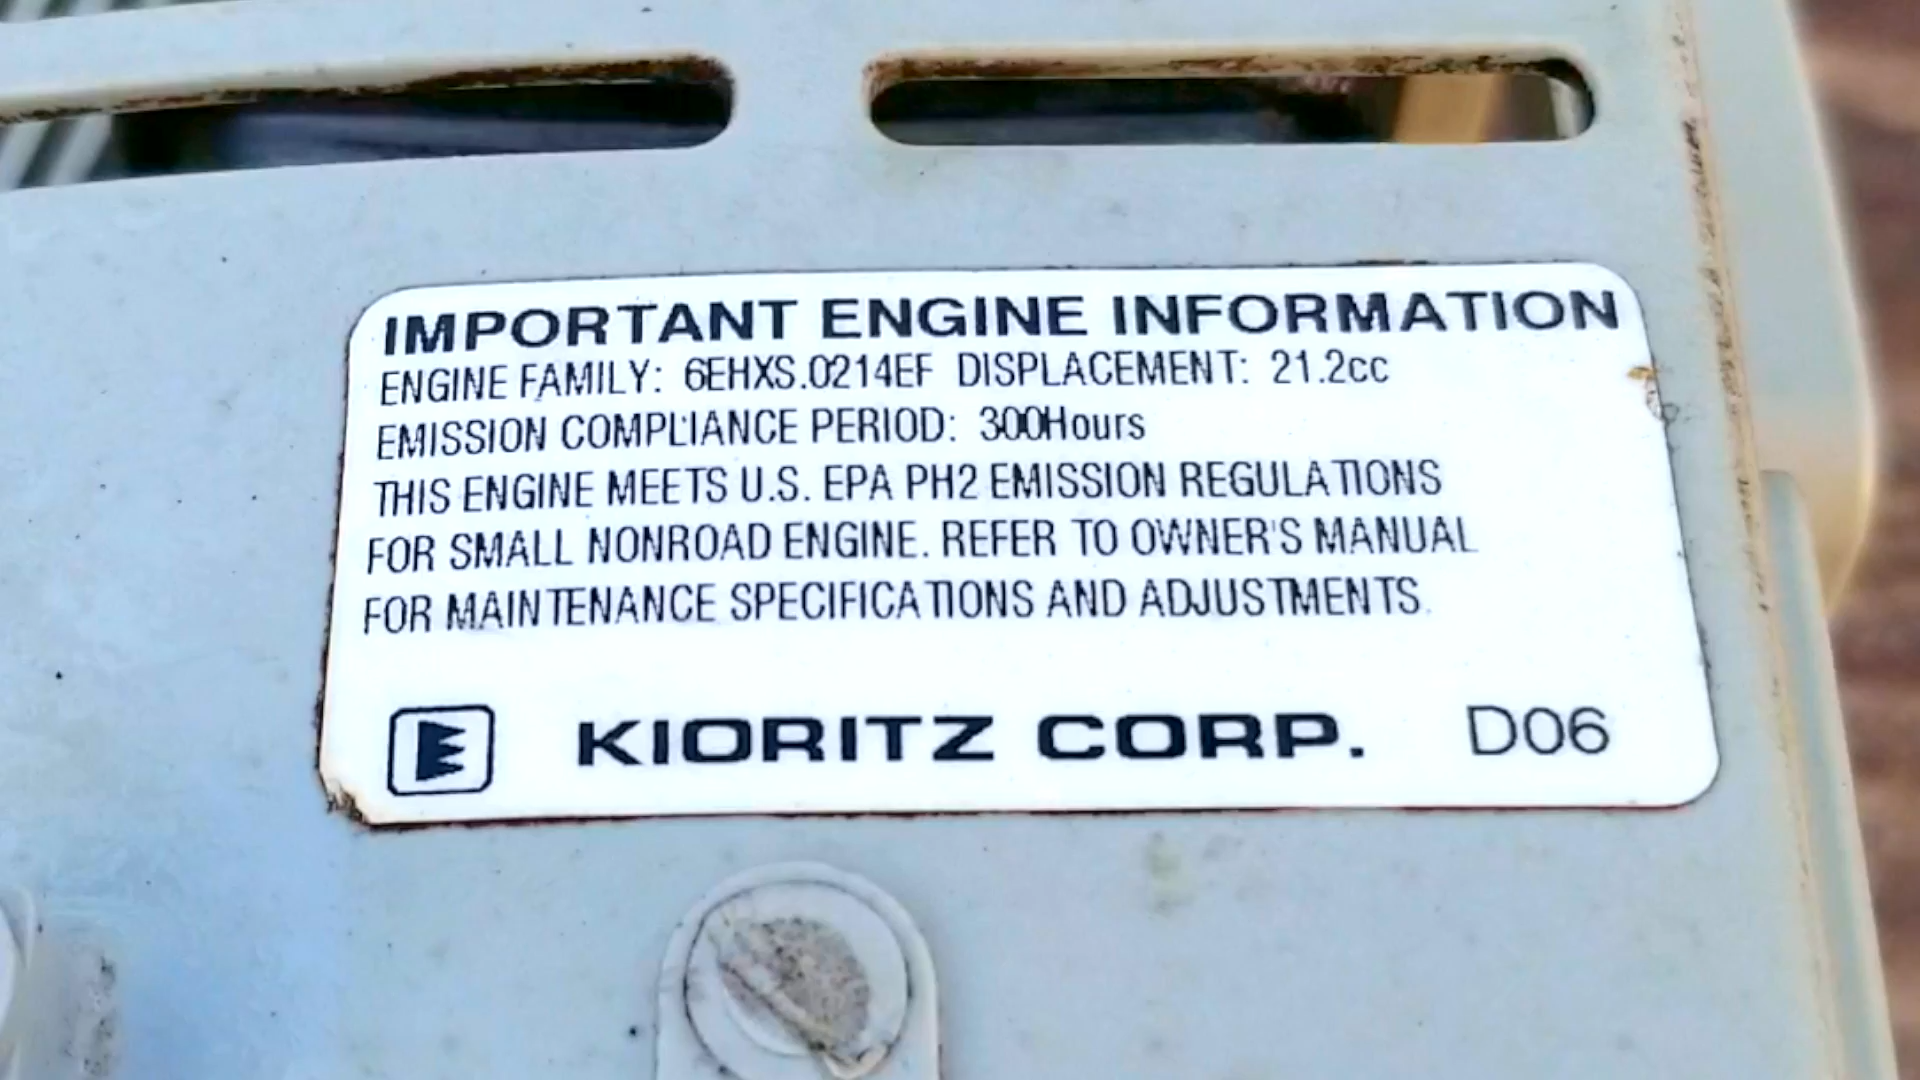 IMPORTANT ENGINE INFORMATION
ENGINE FAMILY: 6EHXS.0214EF DISPLACEMENT: 21.2cc
EMISSION COMPLIANCE PERIOD: 300Hours
THIS ENGINE MEETS U.S. EPA PH2 EMISSION REGULATIONS
FOR SMALL NONROAD ENGINE. REFER TO OWNER'S MANUAL
FOR MAINTENANCE SPECIFICATIONS AND ADJUSTMENTS.
KIORITZ CORP. D06